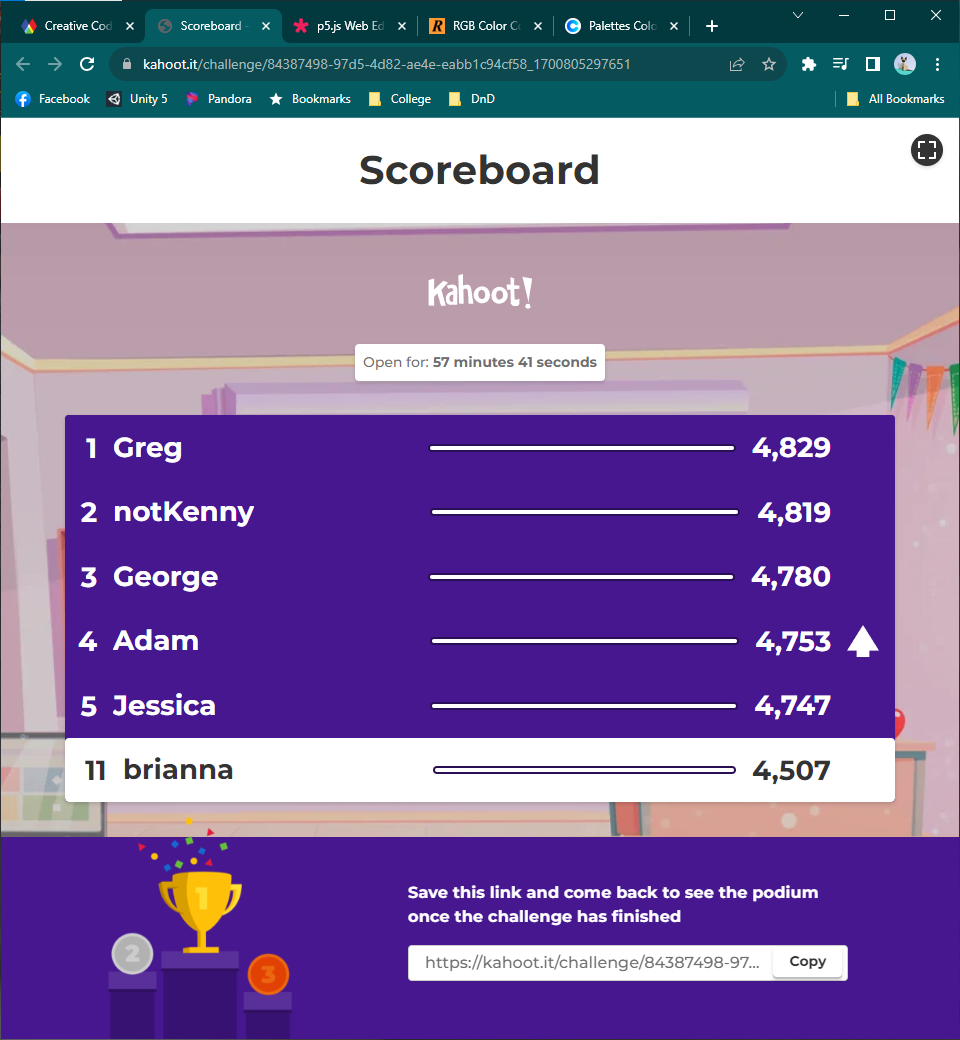 Creative Cod
Scoreboard -
p5.js Web Ed
RGB Color Co
Palettes Colo
kahoot.it/challenge/84387498-97d5-4d82-ae4e-eabb1c94cf58_1700805297651
Facebook
Unity 5
Pandora
Bookmarks
College
DnD
All Bookmarks
Scoreboard
Kahoot!
Open for: 57 minutes 41 seconds
1 Greg 4,829
2 notKenny 4,819
3 George 4,780
4 Adam 4,753
5 Jessica 4,747
11 brianna 4,507
1
2
3
Save this link and come back to see the podium
once the challenge has finished
https://kahoot.it/challenge/84387498-97...
Copy